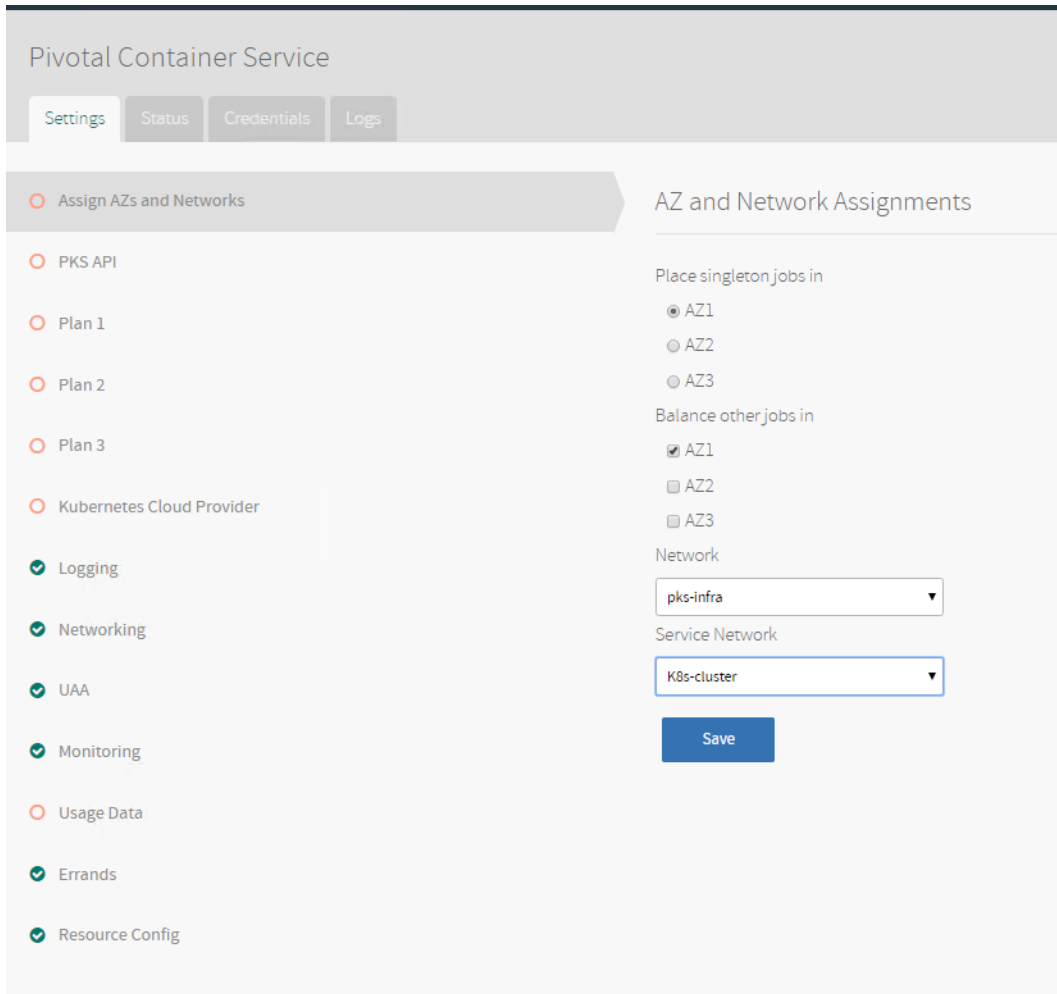 Pivotal Container Service
Settings Status Credentials Logs
Assign AZs and Networks
PKS API
Plan 1
Plan 2
Plan 3
Kubernetes Cloud Provider
Logging
Networking
UAA
Monitoring
Usage Data
Errands
Resource Config
AZ and Network Assignments
Place singleton jobs in
AZ1
AZ2
AZ3
Balance other jobs in
AZ1
AZ2
AZ3
Network
pks-infra
Service Network
K8s-cluster
Save